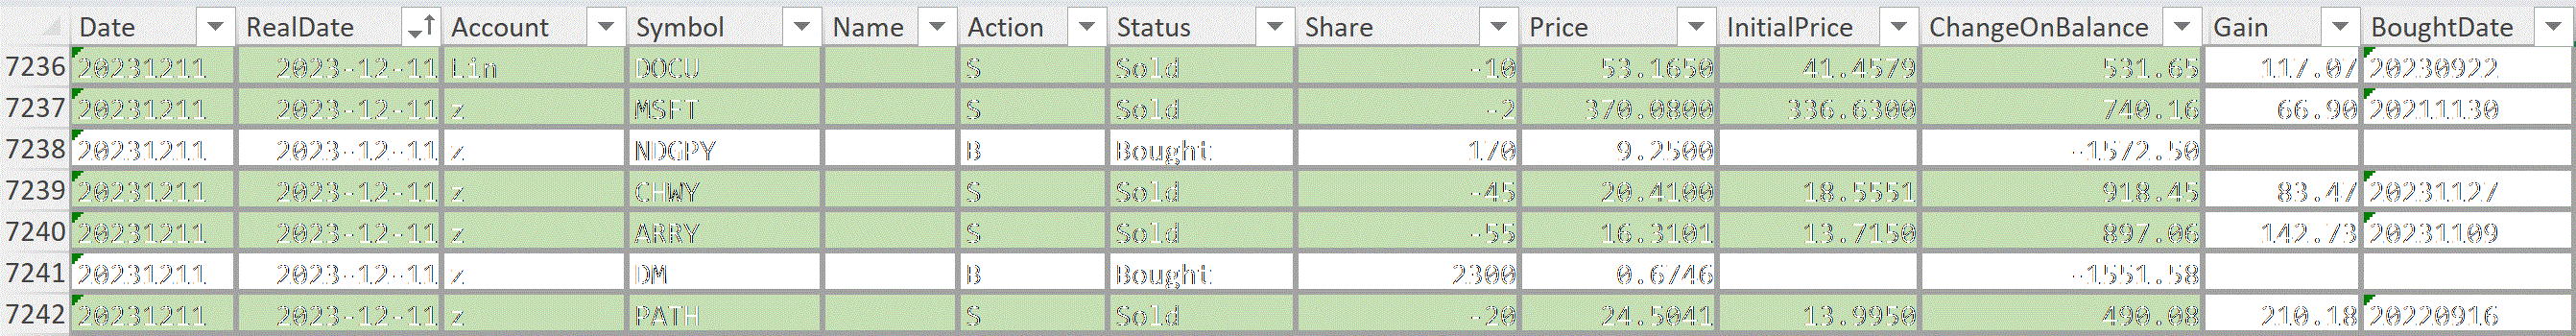 Date RealDate Account Symbol Name Action Status Share Price InitialPrice ChangeOnBalance Gain BoughtDate
7236 20231211 2023-12-11 Lin DOCU S Sold -10 53.1650 41.4579 531.65 117.07 20230922
7237 20231211 2023-12-11 z MSFT S Sold -2 370.0800 336.6300 740.16 66.90 20211130
7238 20231211 2023-12-11 z NDGPY B Bought 170 9.2500 -1572.50
7239 20231211 2023-12-11 z CHWY S Sold -45 20.4100 18.5551 918.45 83.47 20231127
7240 20231211 2023-12-11 z ARRY S Sold -55 16.3101 13.7150 897.06 142.73 20231109
7241 20231211 2023-12-11 z DM B Bought 2300 0.6746 -1551.58
7242 20231211 2023-12-11 z PATH S Sold -20 24.5041 13.9950 490.08 210.18 20220916